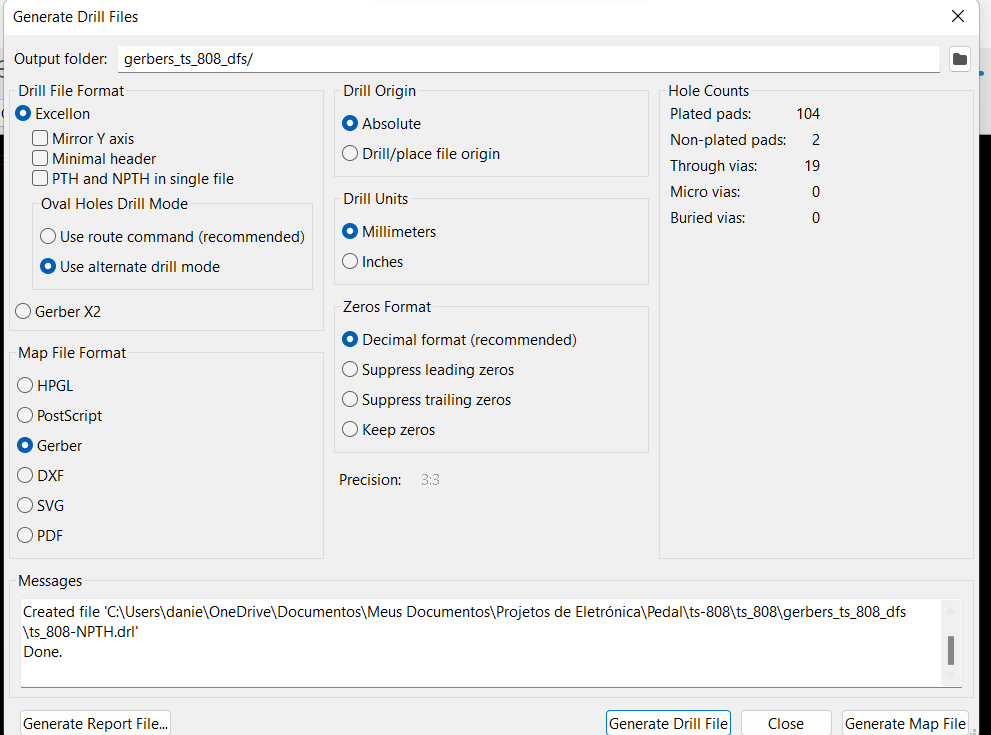 Generate Drill Files
Output folder:
gerbers_ts_808_dfs/
Drill File Format
Excellon
Mirror Y axis
Minimal header
PTH and NPTH in single file
Oval Holes Drill Mode
Use route command (recommended)
Use alternate drill mode
Gerber X2
Map File Format
HPGL
PostScript
Gerber
DXF
SVG
PDF
Drill Origin
Absolute
Drill/place file origin
Drill Units
Millimeters
Inches
Zeros Format
Decimal format (recommended)
Suppress leading zeros
Suppress trailing zeros
Keep zeros
Precision: 3:3
Hole Counts
Plated pads: 104
Non-plated pads: 2
Through vias: 19
Micro vias: 0
Buried vias: 0
Messages
Created file 'C:\Users\danie\OneDrive\Documentos\Meus Documentos\Projetos de Eletrónica\Pedal\ts-808\ts_808\gerbers_ts_808_dfs
\ts_808-NPTH.drl'
Done.
Generate Report File...
Generate Drill File
Close
Generate Map File